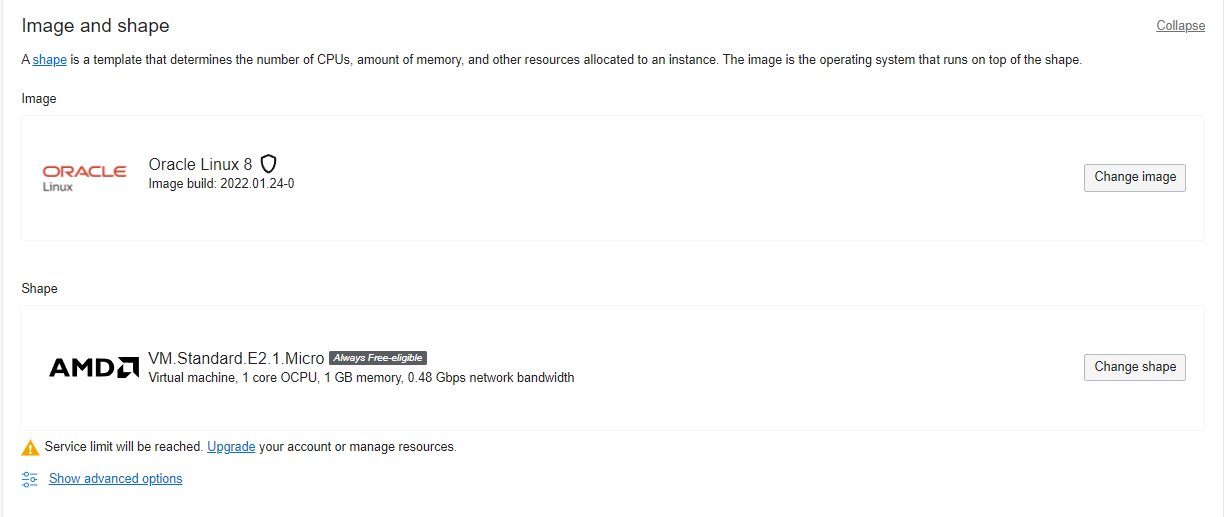 Image and shape
Collapse
A shape is a template that determines the number of CPUs, amount of memory, and other resources allocated to an instance. The image is the operating system that runs on top of the shape.
Image
ORACLE
Linux
Oracle Linux 8
Image build: 2022.01.24-0
Change image
Shape
AMD
VM.Standard.E2.1.Micro Always Free-eligible
Virtual machine, 1 core OCPU, 1 GB memory, 0.48 Gbps network bandwidth
Change shape
Service limit will be reached. Upgrade your account or manage resources.
Show advanced options